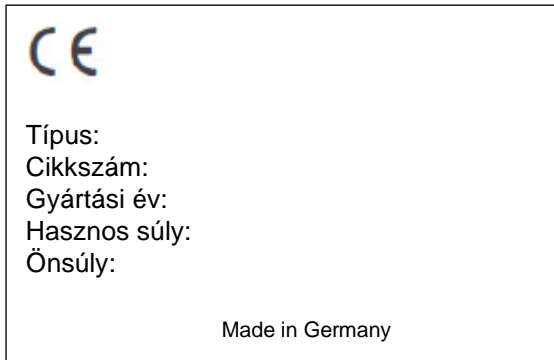 CE
Típus:
Cikkszám:
Gyártási év:
Hasznos súly:
Önsúly:
Made in Germany